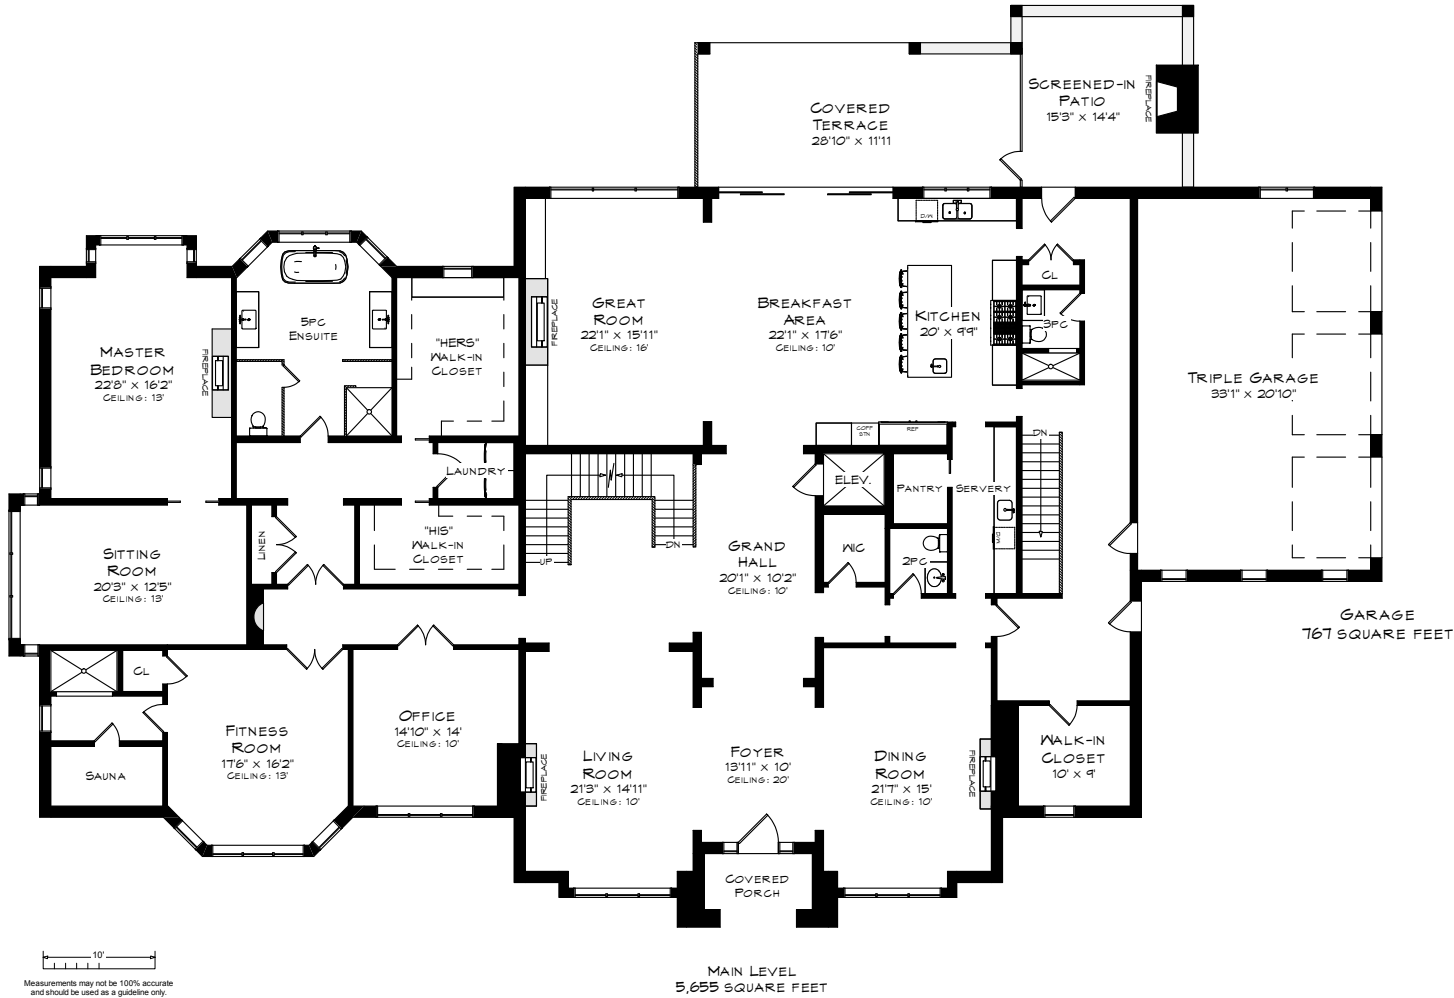 SCREENED-IN
PATIO
15'3" x 14'4"
FIREPLACE
COVERED
TERRACE
28'10" x 11'11
D/W
CL
3PC
GREAT
ROOM
22'1" x 15'11"
CEILING: 16'
FIREPLACE
BREAKFAST
AREA
22'1" x 17'6"
CEILING: 10'
KITCHEN
20' x 9'9"
COFF
STN
REF
TRIPLE GARAGE
33'1" x 20'10"
5PC
ENSUITE
"HERS"
WALK-IN
CLOSET
MASTER
BEDROOM
22'8" x 16'2"
CEILING: 13'
FIREPLACE
LAUNDRY
ELEV.
PANTRY
SERVERY
DN
D/W
UP
DN
"HIS"
WALK-IN
CLOSET
LINEN
SITTING
ROOM
20'3" x 12'5"
CEILING: 13'
GRAND
HALL
20'1" x 10'2"
CEILING: 10'
WIC
2PC
GARAGE
767 SQUARE FEET
CL
SAUNA
FITNESS
ROOM
17'6" x 16'2"
CEILING: 13'
OFFICE
14'10" x 14'
CEILING: 10'
FIREPLACE
LIVING
ROOM
21'3" x 14'11"
CEILING: 10'
FOYER
13'11" x 10'
CEILING: 20'
DINING
ROOM
21'7" x 15'
CEILING: 10'
FIREPLACE
WALK-IN
CLOSET
10' x 9'
COVERED
PORCH
10'
Measurements may not be 100% accurate
and should be used as a guideline only.
MAIN LEVEL
5,655 SQUARE FEET